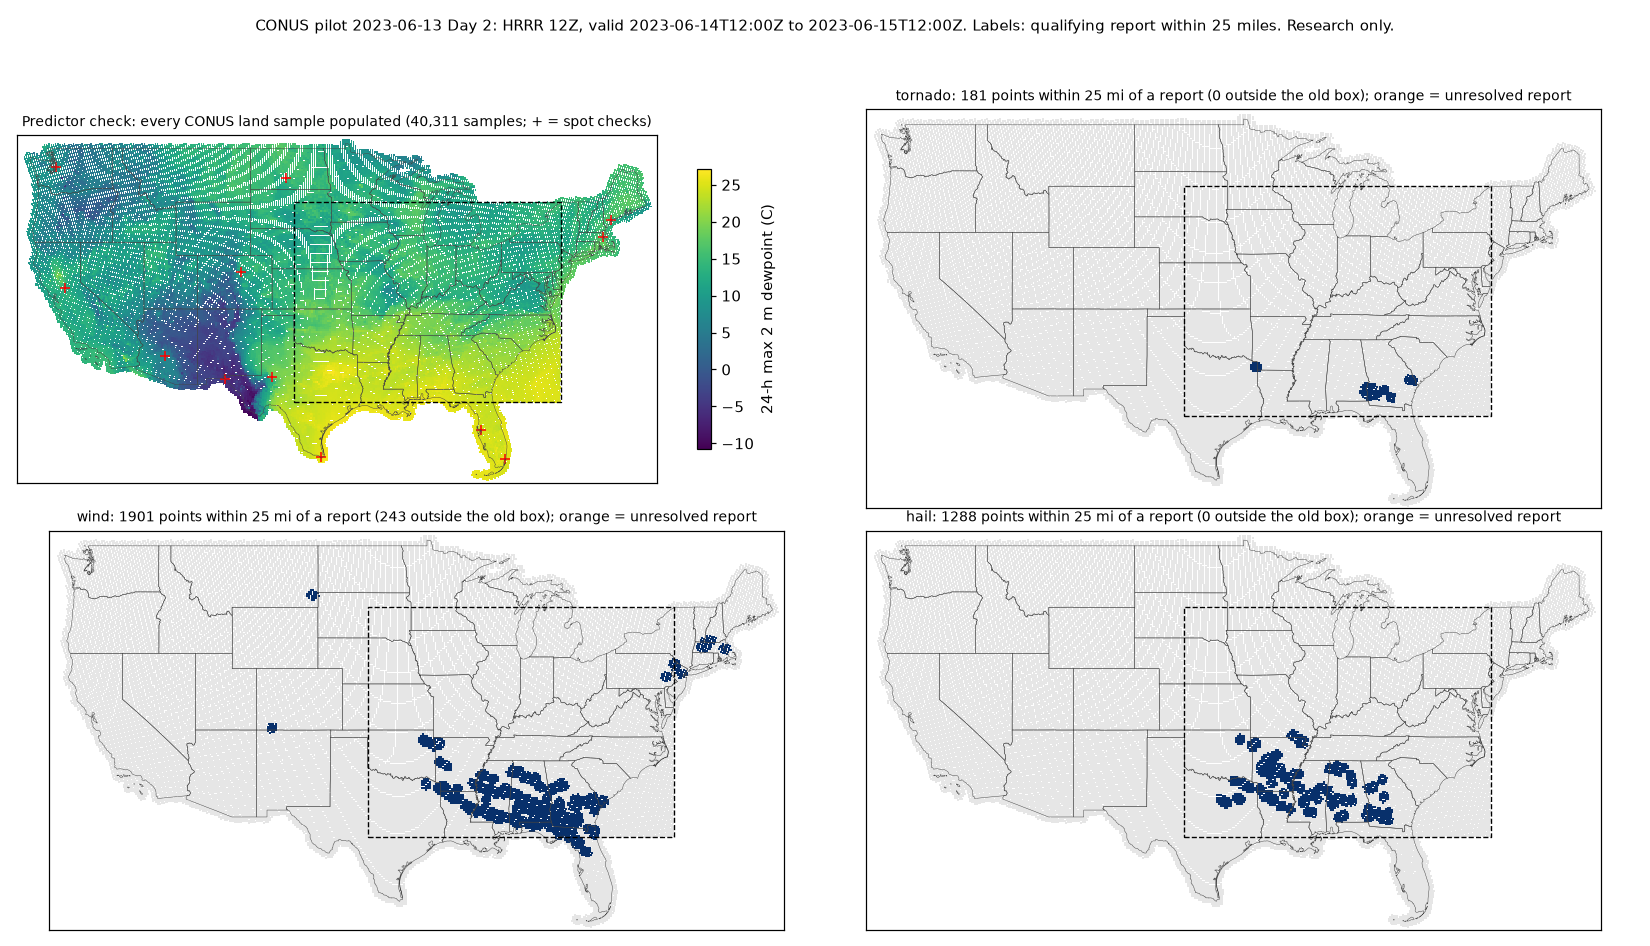 CONUS pilot 2023-06-13 Day 2: HRRR 12Z, valid 2023-06-14T12:00Z to 2023-06-15T12:00Z. Labels: qualifying report within 25 miles. Research only.
Predictor check: every CONUS land sample populated (40,311 samples; + = spot checks)
25
20
15
10
5
0
−5
−10
24-h max 2 m dewpoint (C)
tornado: 181 points within 25 mi of a report (0 outside the old box); orange = unresolved report
wind: 1901 points within 25 mi of a report (243 outside the old box); orange = unresolved report
hail: 1288 points within 25 mi of a report (0 outside the old box); orange = unresolved report